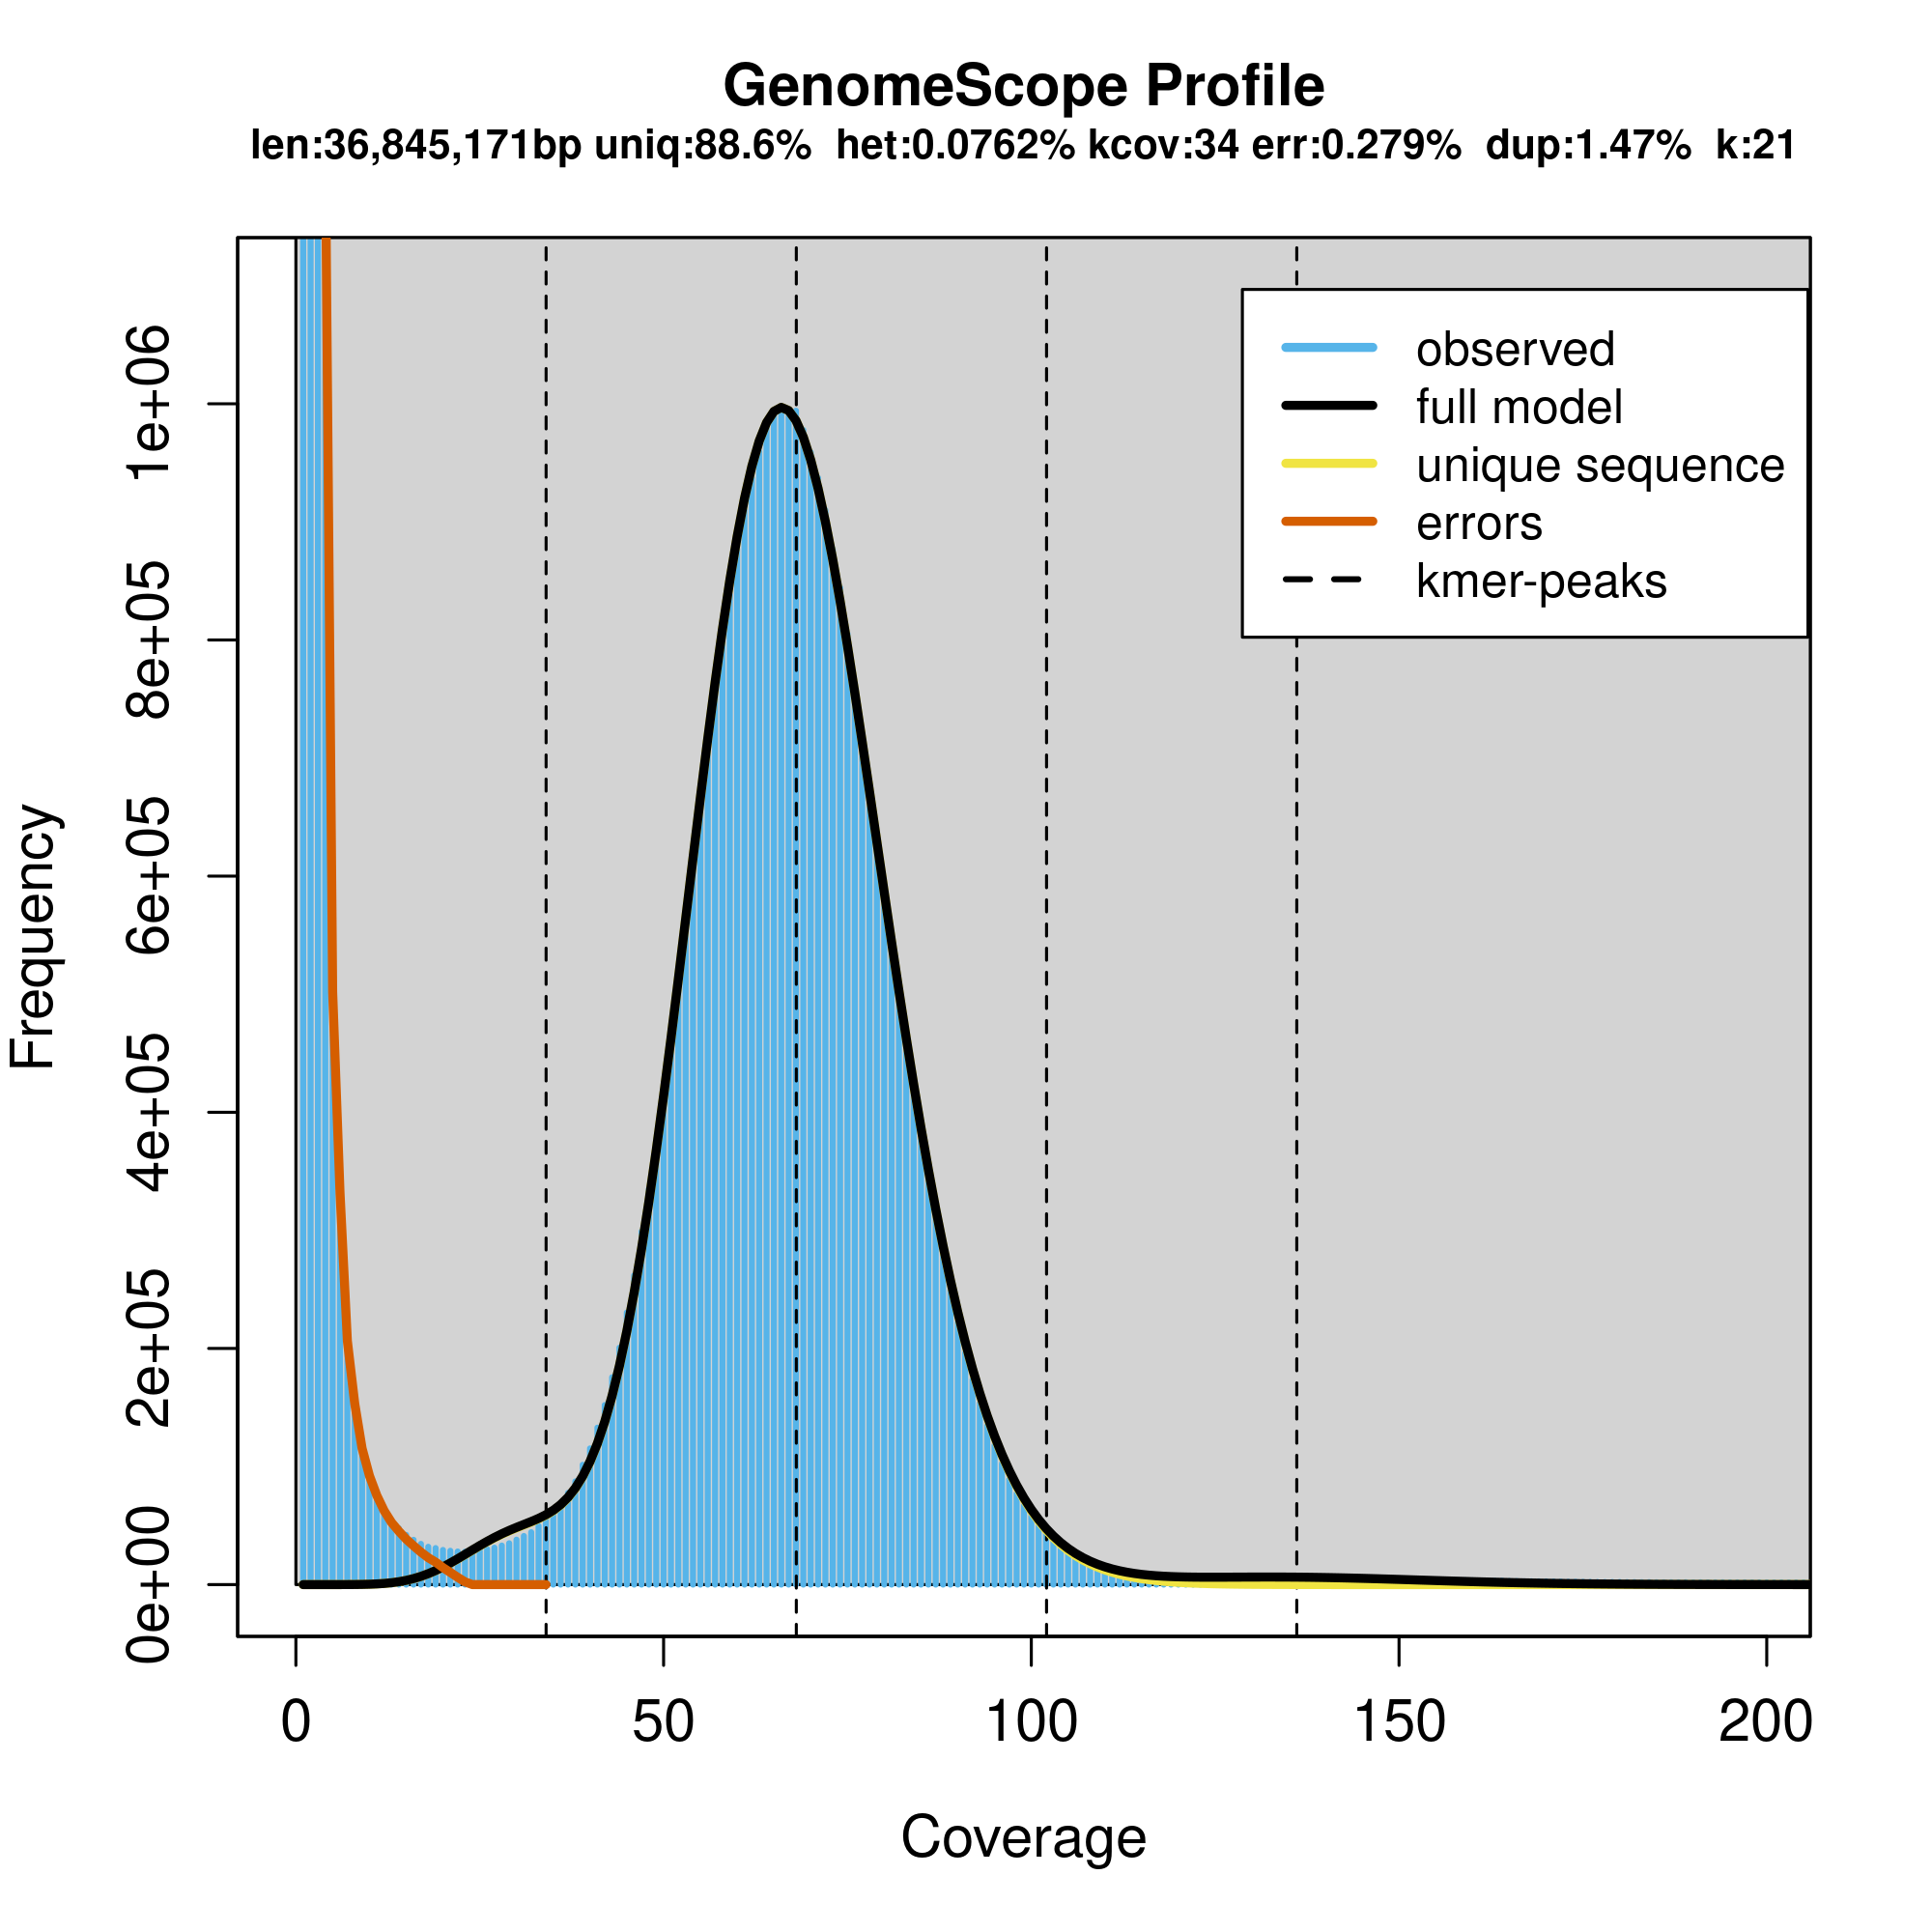 GenomeScope Profile
len:36,845,171bp uniq:88.6% het:0.0762% kcov:34 err:0.279% dup:1.47% k:21
observed
full model
unique sequence
errors
kmer-peaks
Frequency
1e+06
8e+05
6e+05
4e+05
2e+05
0e+00
0 50 100 150 200
Coverage